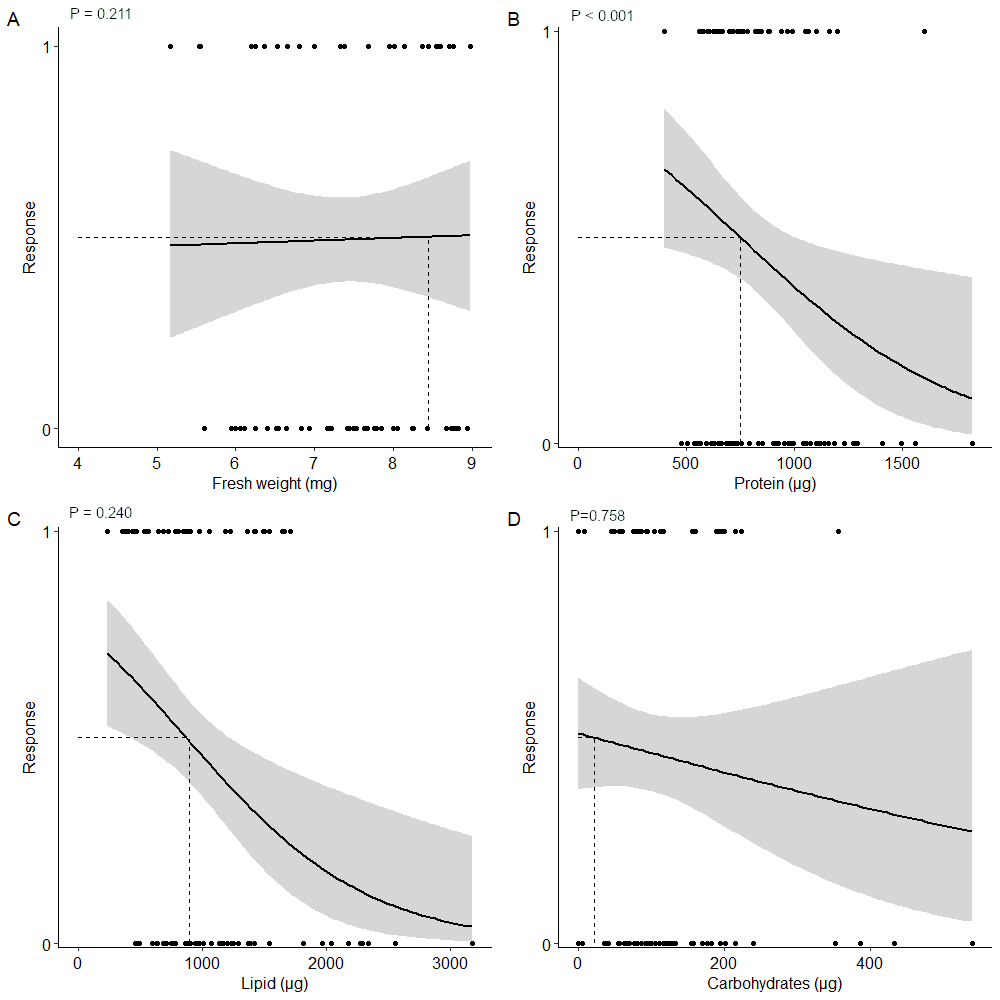 A
P = 0.211
1
Response
0
4 5 6 7 8 9
Fresh weight (mg)
B
P < 0.001
1
Response
0
0 500 1000 1500
Protein (µg)
C
P = 0.240
1
Response
0
0 1000 2000 3000
Lipid (µg)
D
P=0.758
1
Response
0
0 200 400
Carbohydrates (µg)